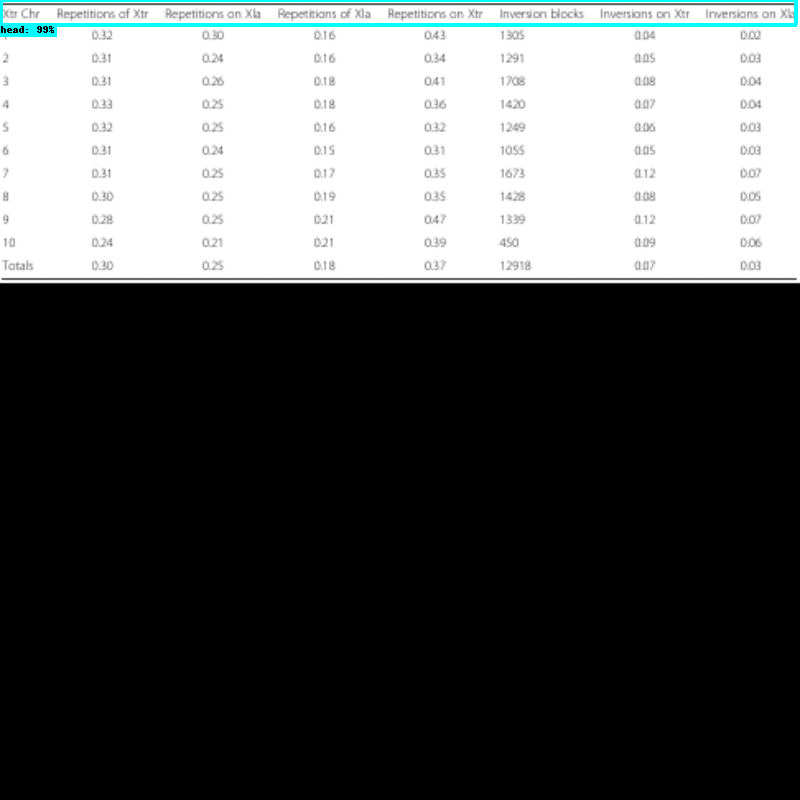 Xtr Chr Repetitions of Xtr Repetitions on Xla Repetitions of Xla Repetitions on Xtr Inversion blocks Inversions on Xtr Inversions on Xla
head: 99%
1 0.32 0.30 0.16 0.43 1305 0.04 0.02
2 0.31 0.24 0.16 0.34 1291 0.05 0.03
3 0.31 0.26 0.18 0.41 1708 0.08 0.04
4 0.33 0.25 0.18 0.36 1420 0.07 0.04
5 0.32 0.25 0.16 0.32 1249 0.06 0.03
6 0.31 0.24 0.15 0.31 1055 0.05 0.03
7 0.31 0.25 0.17 0.35 1673 0.12 0.07
8 0.30 0.25 0.19 0.35 1428 0.08 0.05
9 0.28 0.25 0.21 0.47 1339 0.12 0.07
10 0.24 0.21 0.21 0.39 450 0.09 0.06
Totals 0.30 0.25 0.18 0.37 12918 0.07 0.03